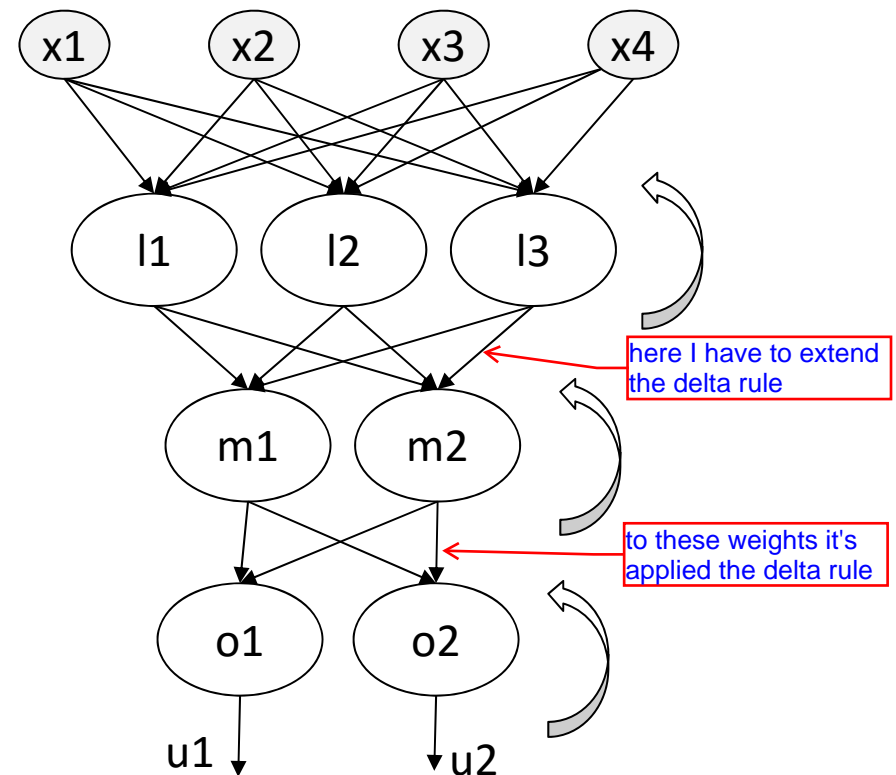 x1 x2 x3 x4
l1 l2 l3
here I have to extend
the delta rule
m1 m2
to these weights it's
applied the delta rule
o1 o2
u1 u2